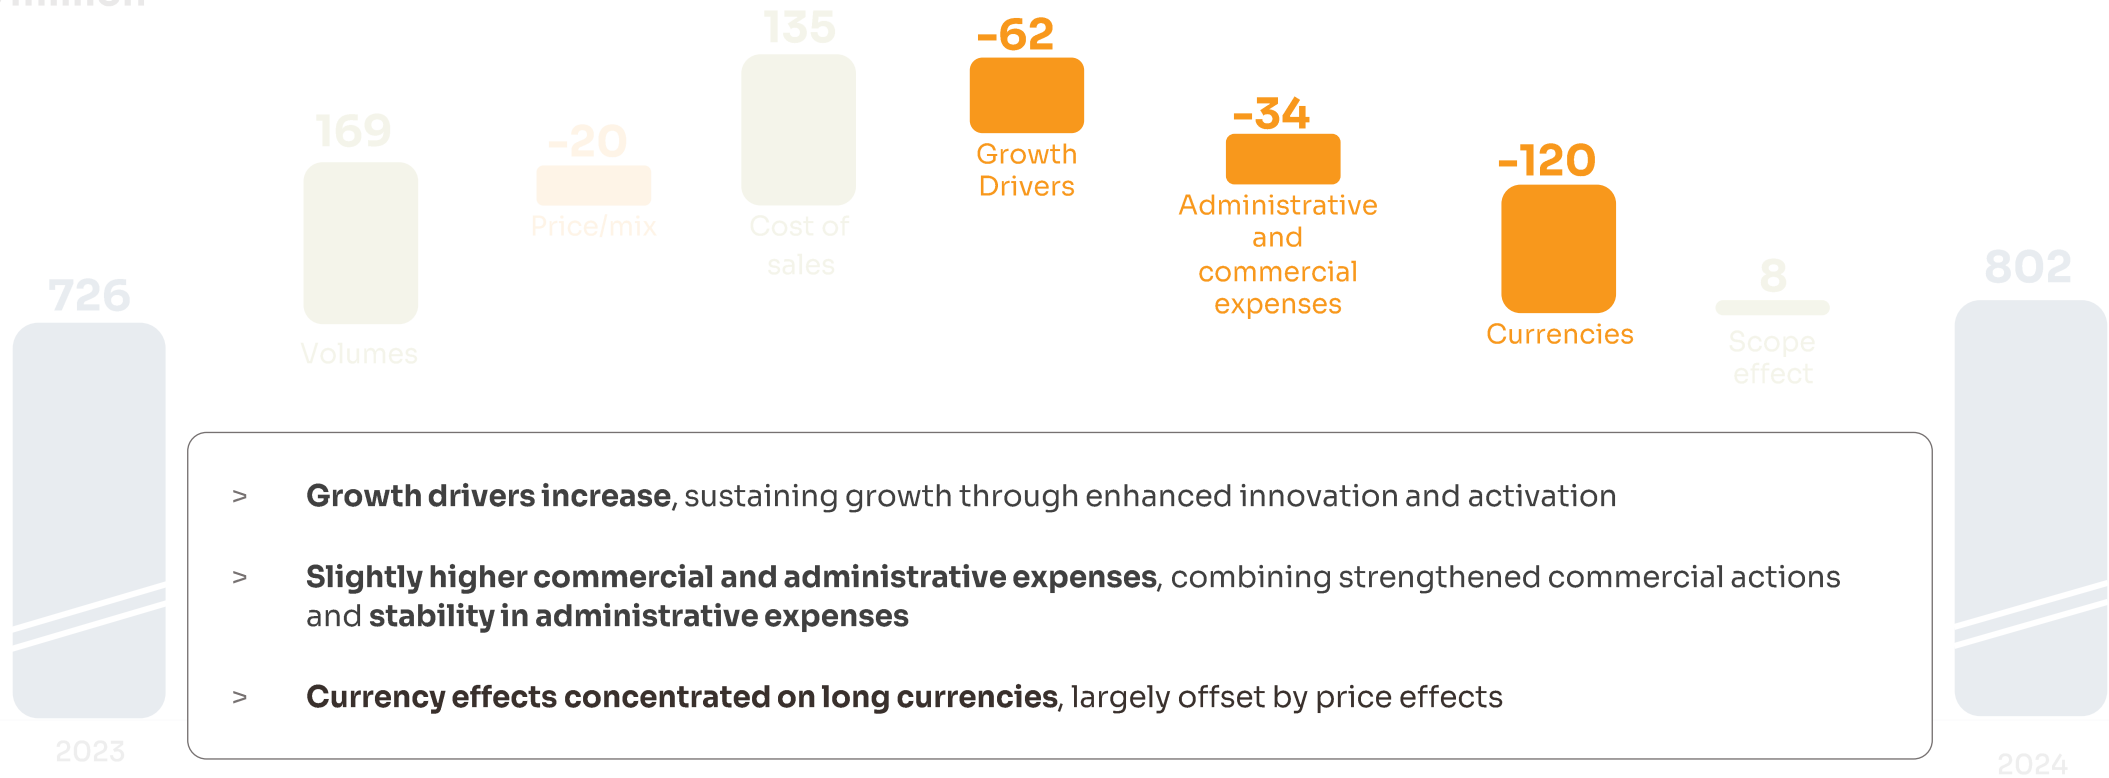 million
726
2023
169
Volumes
-20
Price/mix
135
Cost of
sales
-62
Growth
Drivers
-34
Administrative
and
commercial
expenses
-120
Currencies
8
Scope
effect
802
2024
> Growth drivers increase, sustaining growth through enhanced innovation and activation
> Slightly higher commercial and administrative expenses, combining strengthened commercial actions
and stability in administrative expenses
> Currency effects concentrated on long currencies, largely offset by price effects